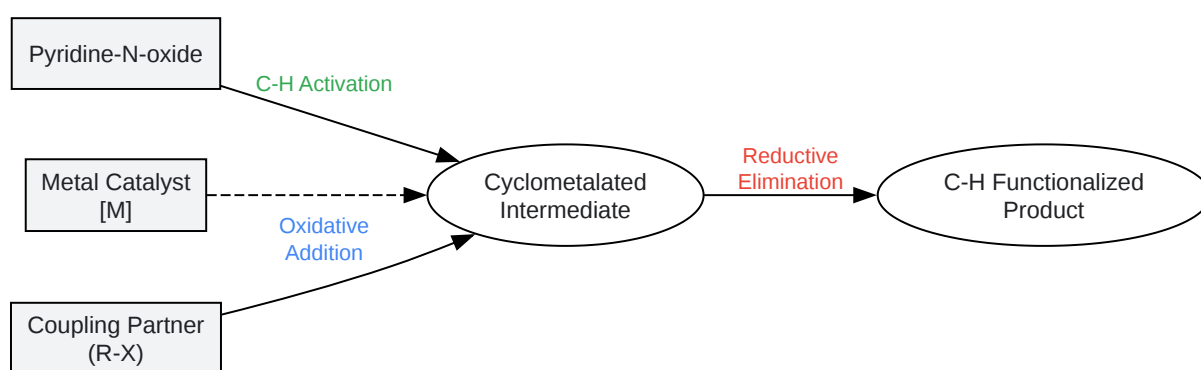 Pyridine-N-oxide
C-H Activation
Metal Catalyst
[M]
Oxidative
Addition
Coupling Partner
(R-X)
Cyclometalated
Intermediate
Reductive
Elimination
C-H Functionalized
Product